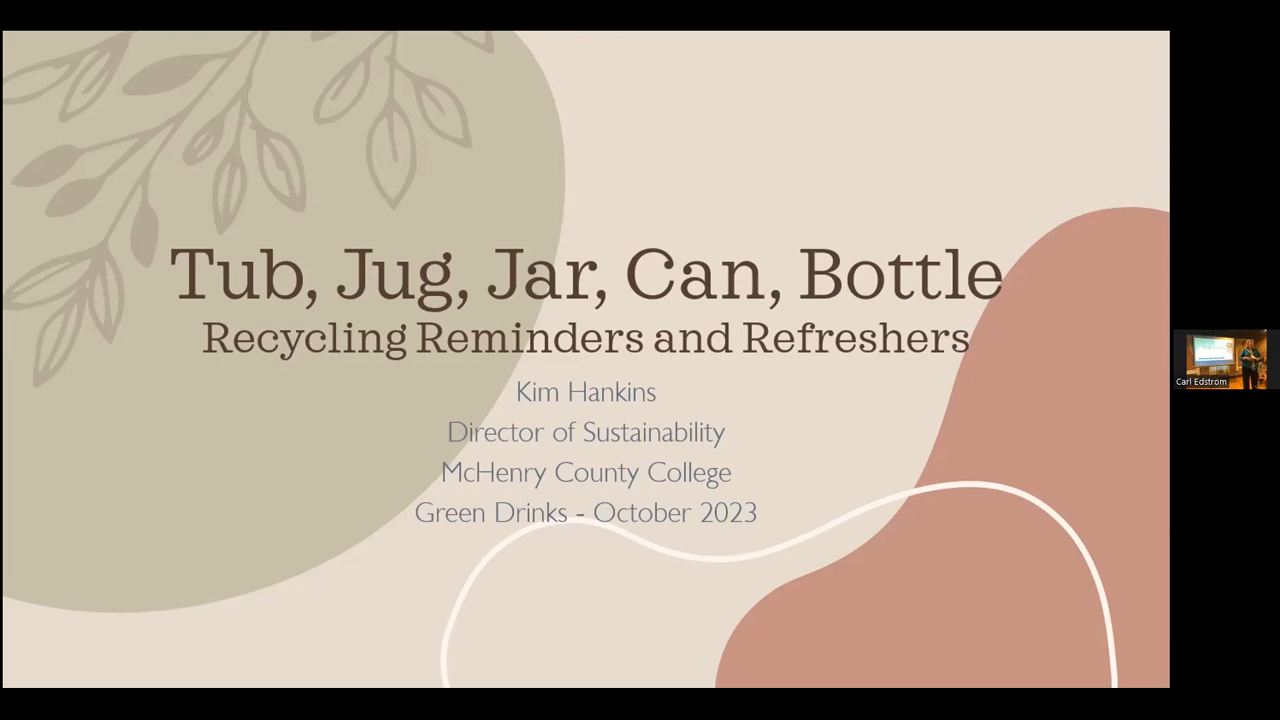 Tub, Jug, Jar, Can, Bottle
Recycling Reminders and Refreshers
Kim Hankins
Director of Sustainability
McHenry County College
Green Drinks - October 2023
Carl Edstrom